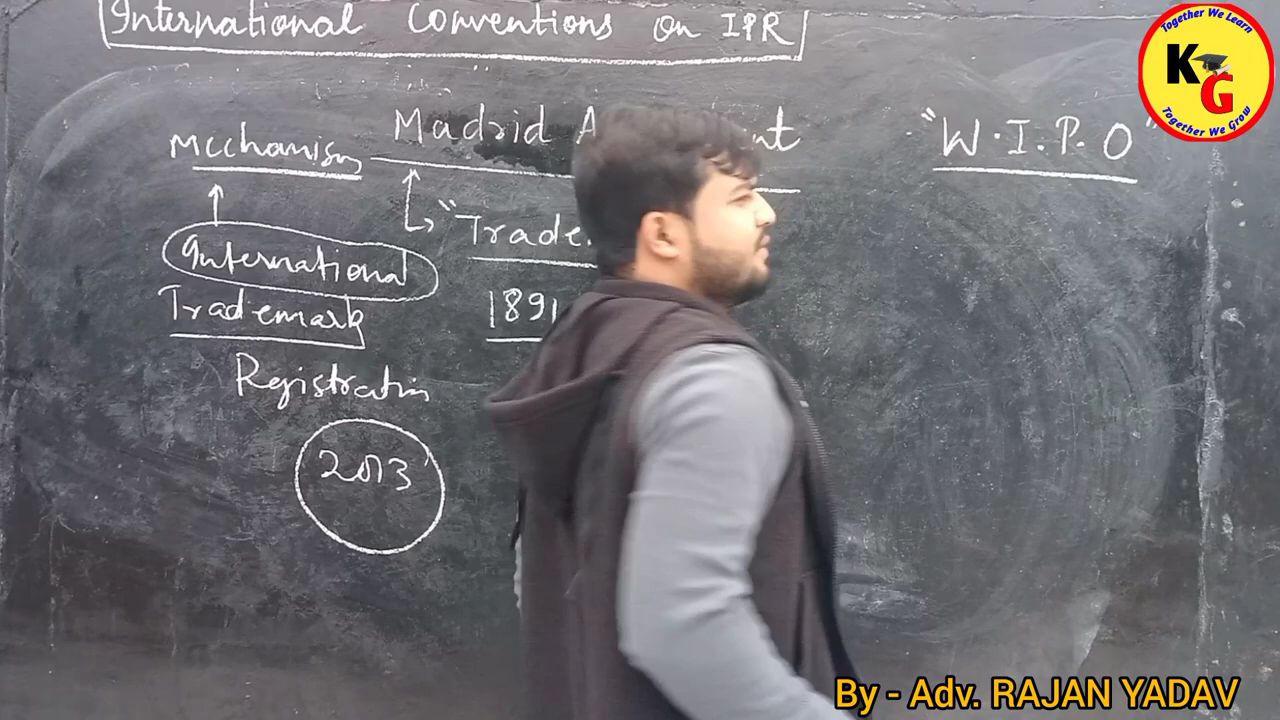 International Conventions on IPR
Together We Learn
KG
Together We Grow
Madrid A nt
"W.I.P.O"
Mechanism
"Trade
International
Trademark
1891
Registration
2013
By - Adv. RAJAN YADAV